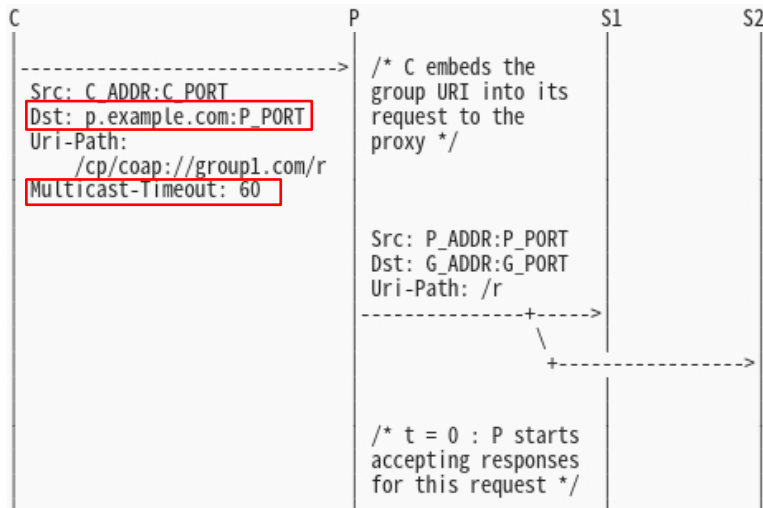 C P S1 S2
/* C embeds the
group URI into its
request to the
proxy */
Src: C_ADDR:C_PORT
Dst: p.example.com:P_PORT
Uri-Path:
/cp/coap://group1.com/r
Multicast-Timeout: 60
Src: P_ADDR:P_PORT
Dst: G_ADDR:G_PORT
Uri-Path: /r
/* t = 0 : P starts
accepting responses
for this request */